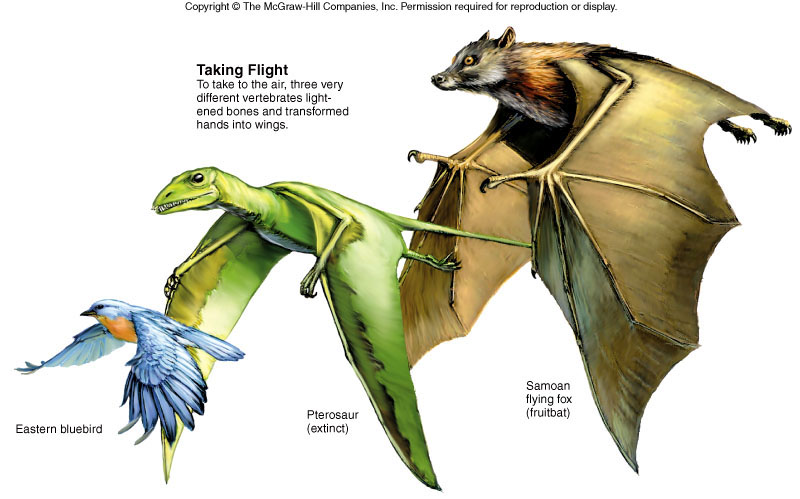 Copyright © The McGraw-Hill Companies, Inc. Permission required for reproduction or display.
Taking Flight
To take to the air, three very
different vertebrates light-
ened bones and transformed
hands into wings.
Eastern bluebird
Pterosaur
(extinct)
Samoan
flying fox
(fruitbat)